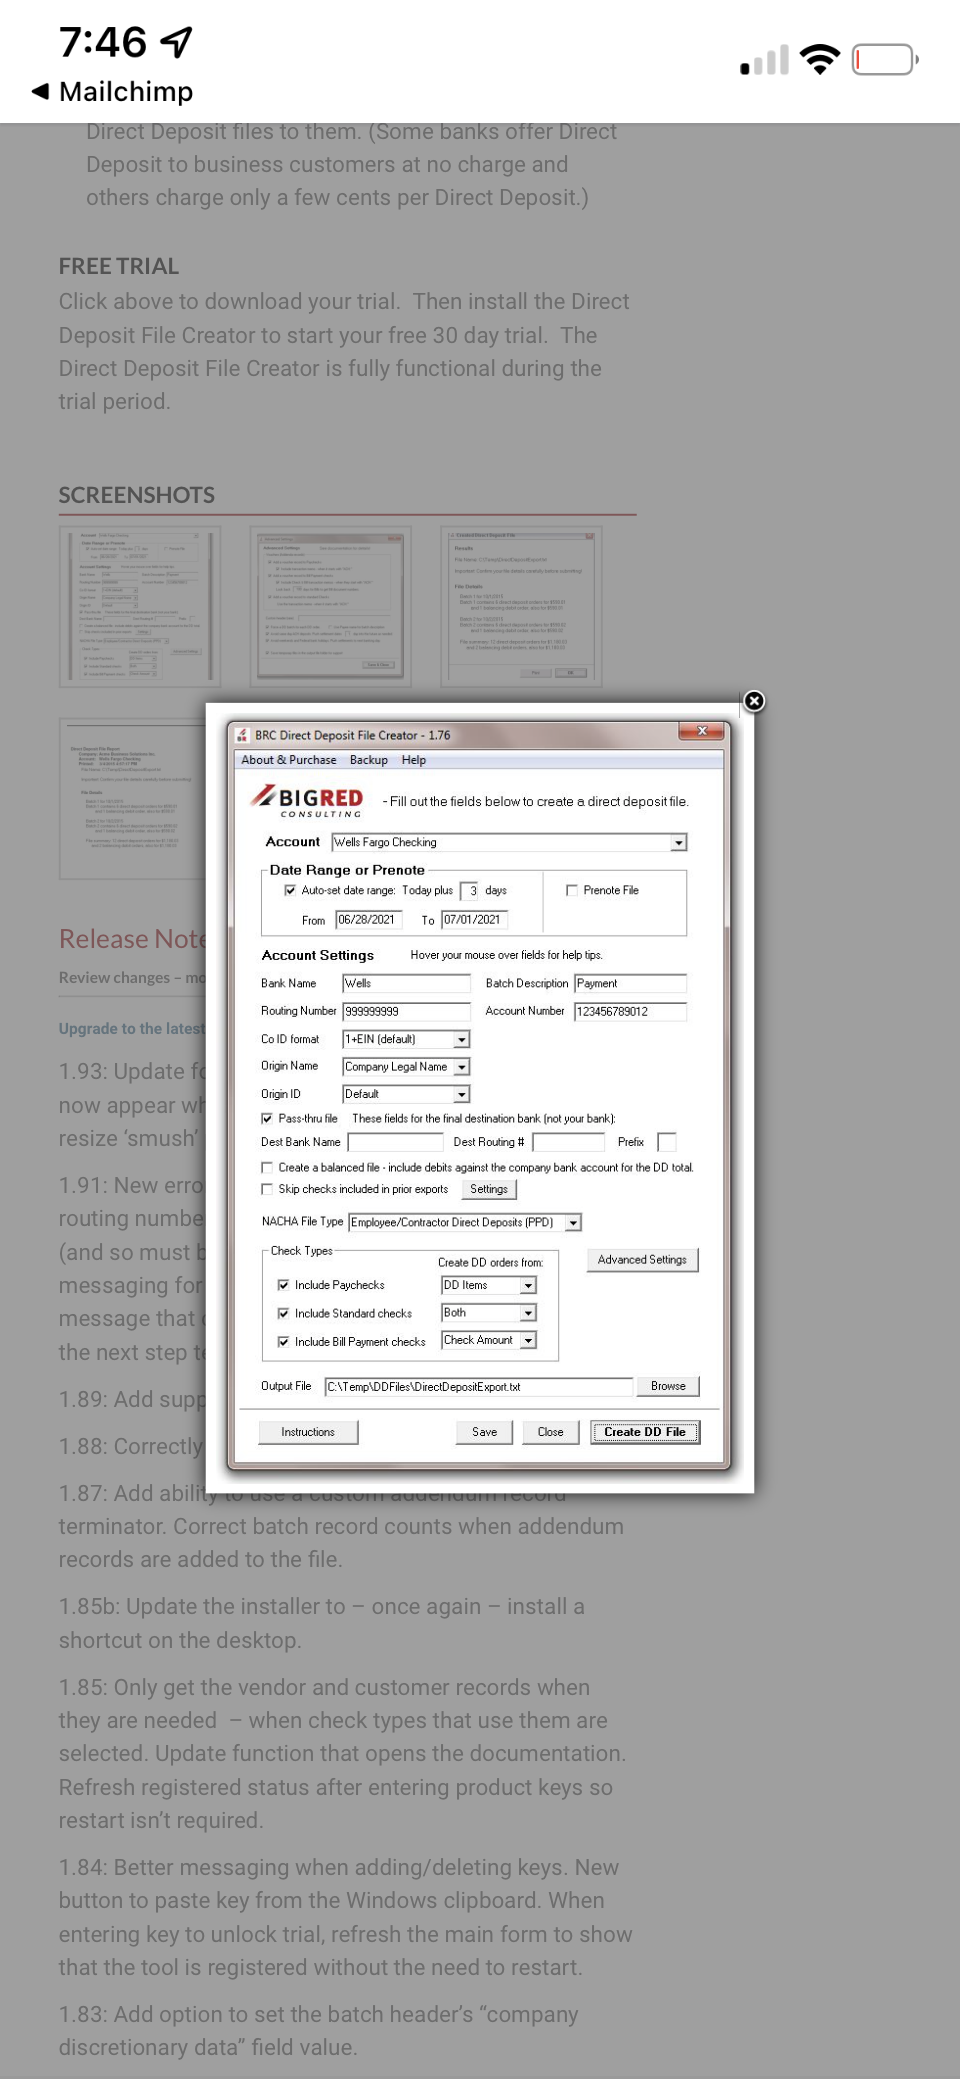 7:46
Mailchimp
Direct Deposit files to them. (Some banks offer Direct
Deposit to business customers at no charge and
others charge only a few cents per Direct Deposit.)
FREE TRIAL
Click above to download your trial.  Then install the Direct
Deposit File Creator to start your free 30 day trial.  The
Direct Deposit File Creator is fully functional during the
trial period.
SCREENSHOTS
BRC Direct Deposit File Creator - 1.76
About & Purchase Backup Help
BIGRED
CONSULTING
- Fill out the fields below to create a direct deposit file.
Account Wells Fargo Checking
Date Range or Prenote
Auto-set date range: Today plus 3 days Prenote File
From 06/28/2021 To 07/01/2021
Account Settings Hover your mouse over fields for help tips.
Bank Name Wells Batch Description Payment
Routing Number 999999999 Account Number 123456789012
Co ID format 1+EIN (default)
Origin Name Company Legal Name
Origin ID Default
Pass-thru file These fields for the final destination bank (not your bank):
Dest Bank Name Dest Routing # Prefix
Create a balanced file - include debits against the company bank account for the DD total.
Skip checks included in prior exports Settings
NACHA File Type Employee/Contractor Direct Deposits (PPD)
Check Types
Create DD orders from: Advanced Settings
Include Paychecks DD Items
Include Standard checks Both
Include Bill Payment checks Check Amount
Output File C:\Temp\DDFiles\DirectDepositExport.txt Browse
Instructions Save Close Create DD File
Release Note
Review changes – mo
Upgrade to the latest
1.93: Update fo
now appear wh
resize ‘smush’
1.91: New erro
routing numbe
(and so must b
messaging for
message that
the next step te
1.89: Add supp
1.88: Correctly
1.87: Add ability to use a custom addendum record
terminator. Correct batch record counts when addendum
records are added to the file.
1.85b: Update the installer to – once again – install a
shortcut on the desktop.
1.85: Only get the vendor and customer records when
they are needed  – when check types that use them are
selected. Update function that opens the documentation.
Refresh registered status after entering product keys so
restart isn’t required.
1.84: Better messaging when adding/deleting keys. New
button to paste key from the Windows clipboard. When
entering key to unlock trial, refresh the main form to show
that the tool is registered without the need to restart.
1.83: Add option to set the batch header’s “company
discretionary data” field value.